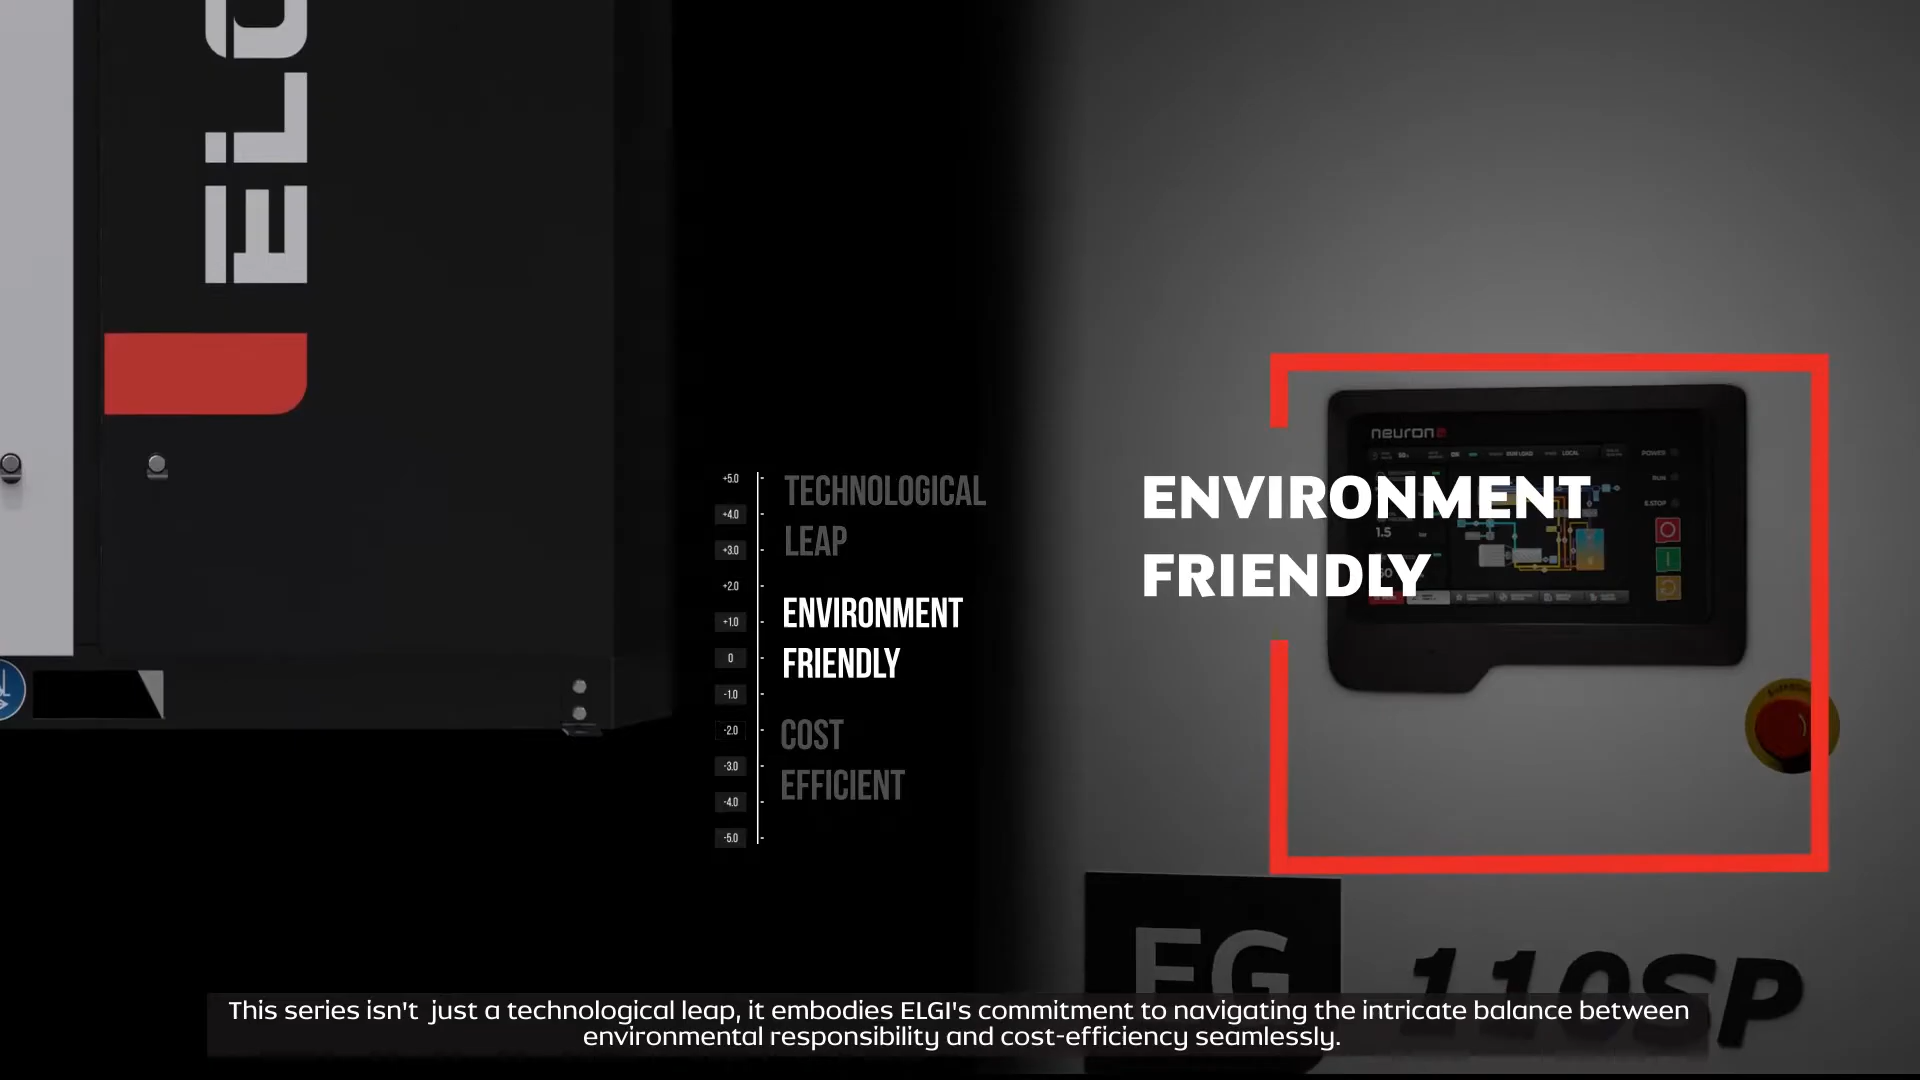 ELG
+5.0
+4.0
+3.0
+2.0
+1.0
0
-1.0
-2.0
-3.0
-4.0
-5.0
TECHNOLOGICAL
LEAP
ENVIRONMENT
FRIENDLY
COST
EFFICIENT
neuron
LOCAL
POWER
RUN
E.STOP
1.5
ENVIRONMENT
FRIENDLY
EG
110SP
This series isn't just a technological leap, it embodies ELGI's commitment to navigating the intricate balance between
environmental responsibility and cost-efficiency seamlessly.